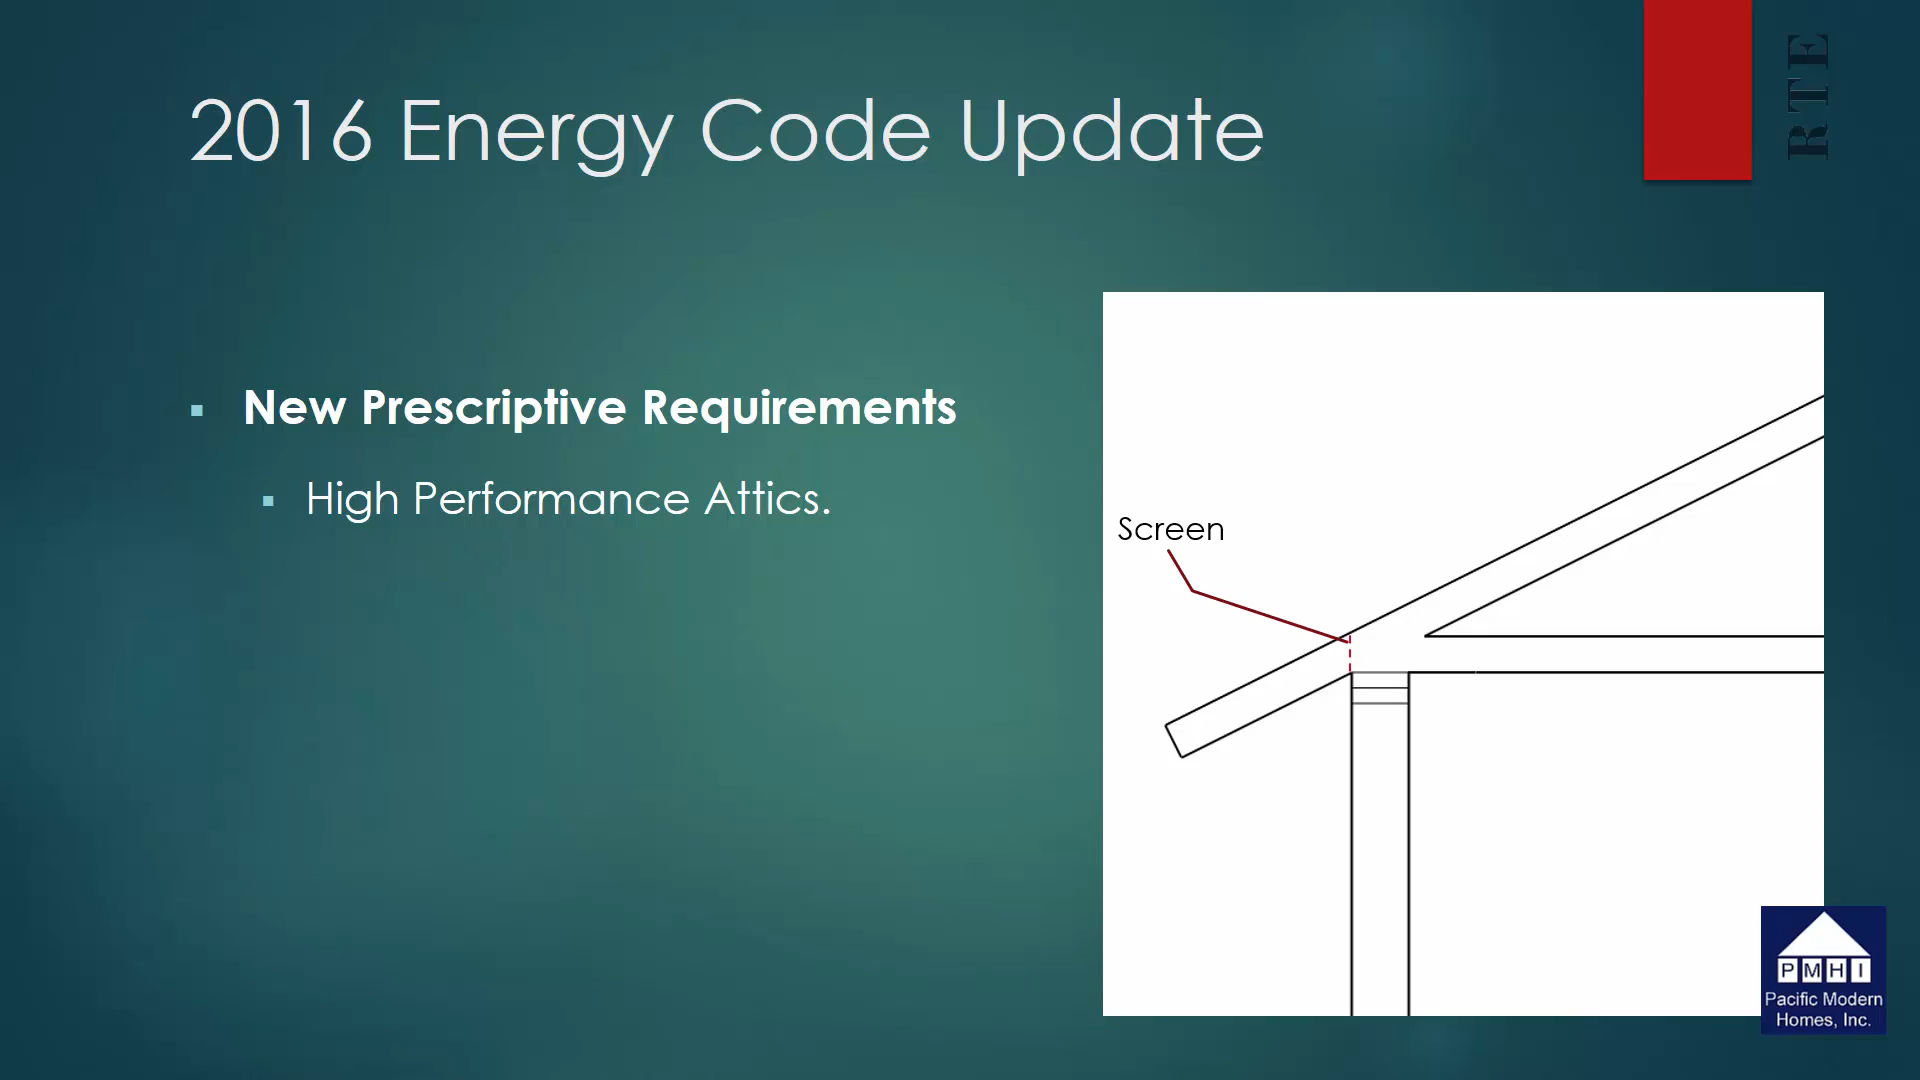 2016 Energy Code Update
RTE
New Prescriptive Requirements
High Performance Attics.
Screen
PMHI
Pacific Modern
Homes, Inc.